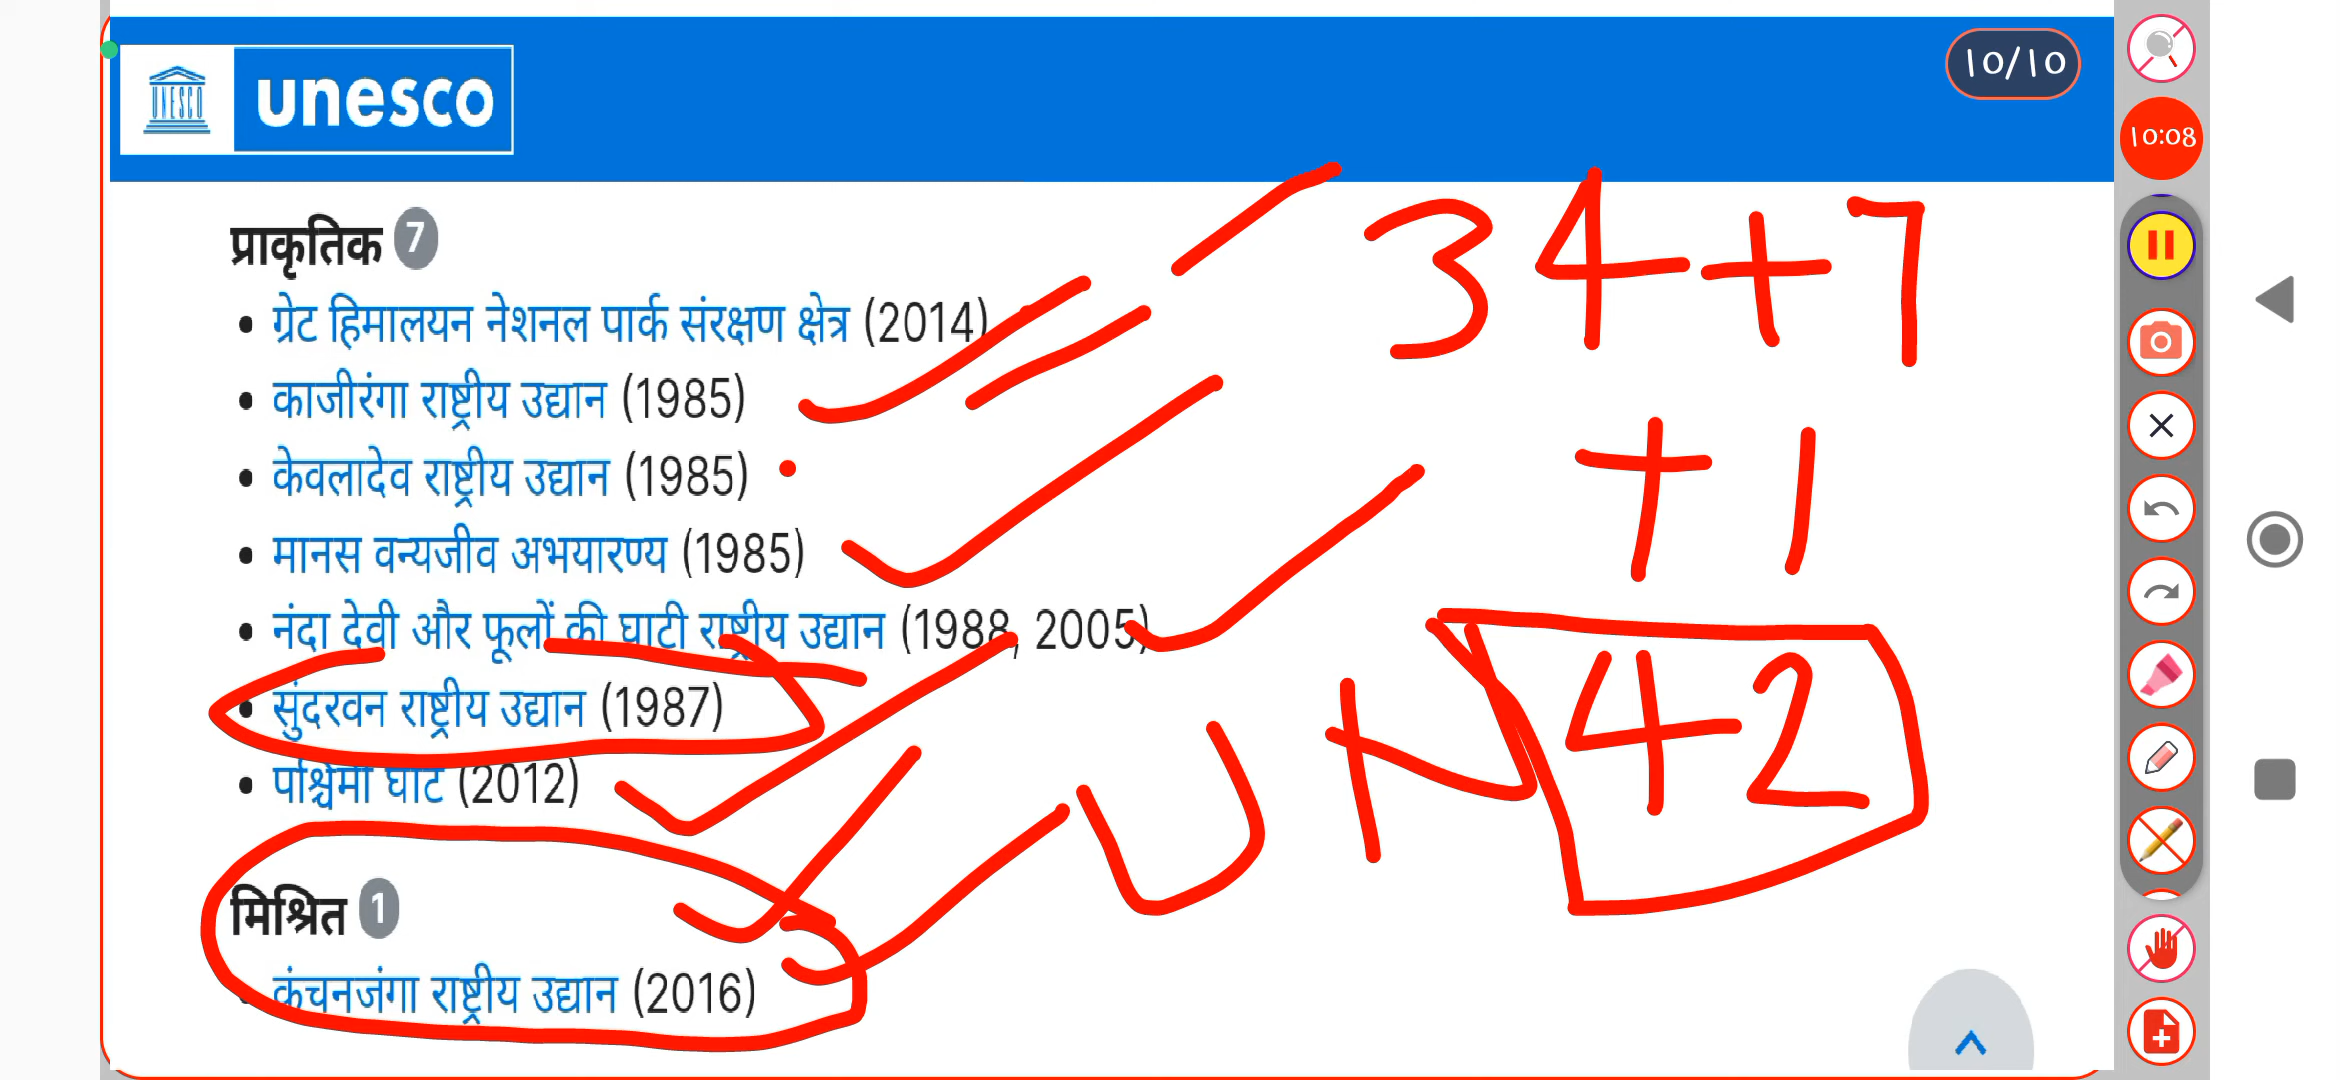 UNESCO
unesco
10/10
10:08
प्राकृतिक 7
34+7
• ग्रेट हिमालयन नेशनल पार्क संरक्षण क्षेत्र (2014)
• काजीरंगा राष्ट्रीय उद्यान (1985)
• केवलादेव राष्ट्रीय उद्यान (1985)
+1
• मानस वन्यजीव अभयारण्य (1985)
• नंदा देवी और फूलों की घाटी राष्ट्रीय उद्यान (1988, 2005)
• सुंदरवन राष्ट्रीय उद्यान (1987)
42
• पश्चिमी घाट (2012)
मिश्रित 1
• कंचनजंगा राष्ट्रीय उद्यान (2016)